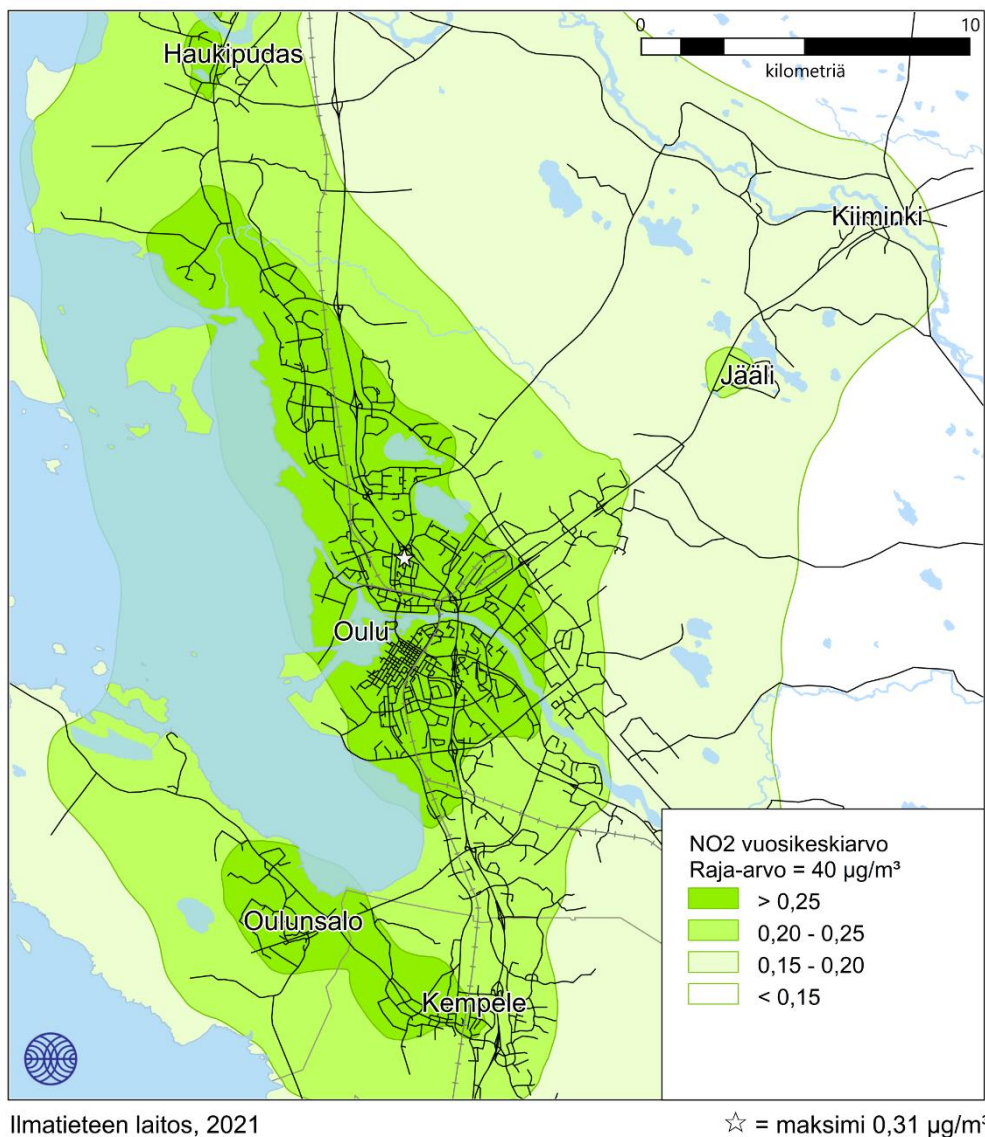 0 10
kilometriä
Haukipudas
Kiiminki
Jääli
Oulu
Oulunsalo
Kempele
NO2 vuosikeskiarvo
Raja-arvo = 40 µg/m³
> 0,25
0,20 - 0,25
0,15 - 0,20
< 0,15
Ilmatieteen laitos, 2021
☆ = maksimi 0,31 µg/m³